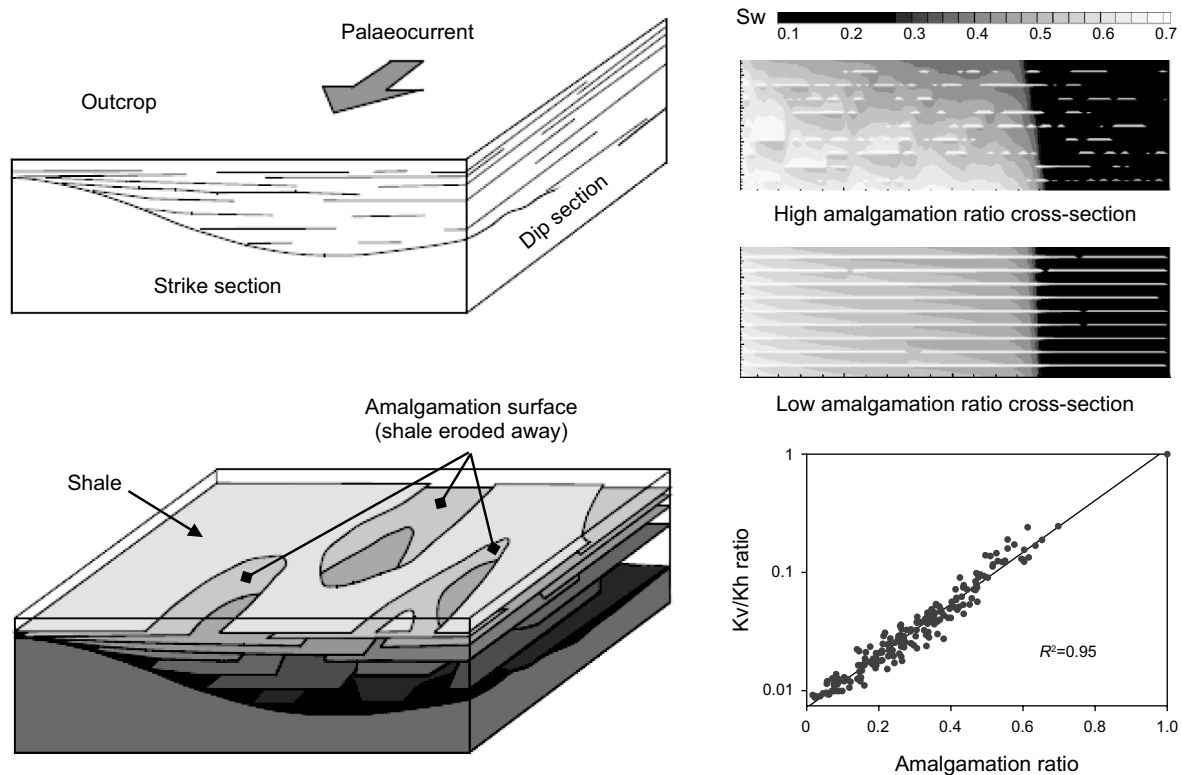 Palaeocurrent
Outcrop
Strike section
Dip section
Sw
0.1 0.2 0.3 0.4 0.5 0.6 0.7
High amalgamation ratio cross-section
Low amalgamation ratio cross-section
Amalgamation surface
(shale eroded away)
Shale
1
0.1
0.01
Kv/Kh ratio
R²=0.95
0 0.2 0.4 0.6 0.8 1.0
Amalgamation ratio